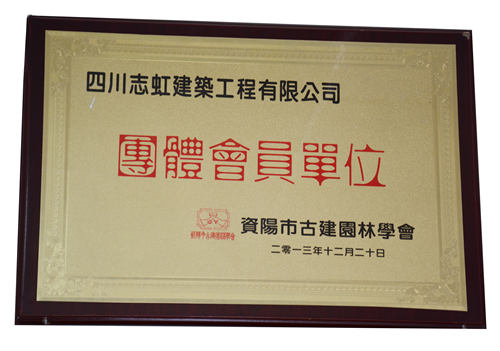 四川志虹建築工程有限公司
團體會員單位
資陽市古建園林學會
二零一三年十二月二十日